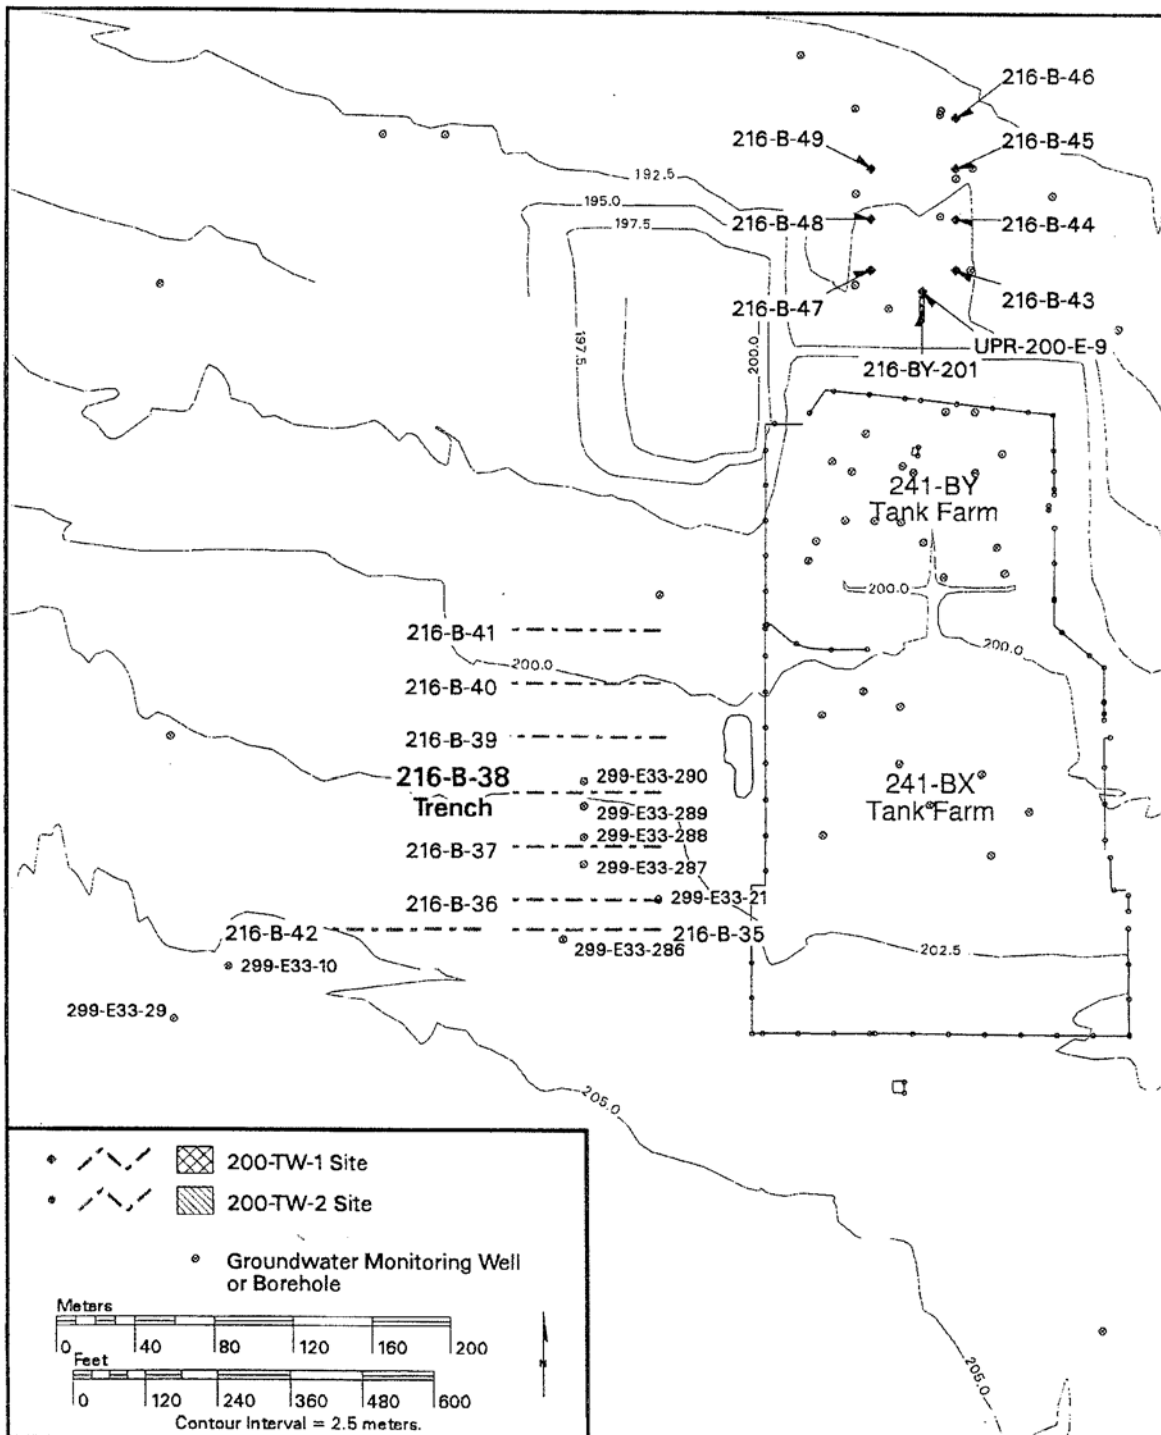 216-B-46
216-B-49
216-B-45
192.5
195.0
197.5
216-B-48
216-B-44
216-B-47
216-B-43
197.5
200.0
UPR-200-E-9
216-BY-201
241-BY
Tank Farm
200.0
216-B-41
200.0
200.0
216-B-40
216-B-39
216-B-38
Trench
299-E33-290
241-BX
Tank Farm
299-E33-289
299-E33-288
216-B-37
299-E33-287
216-B-36
299-E33-21
216-B-42
216-B-35
299-E33-286
202.5
299-E33-10
299-E33-29
205.0
205.0
200-TW-1 Site
200-TW-2 Site
Groundwater Monitoring Well
or Borehole
Meters
0 40 80 120 160 200
Feet
0 120 240 360 480 600
N
Contour Interval = 2.5 meters.